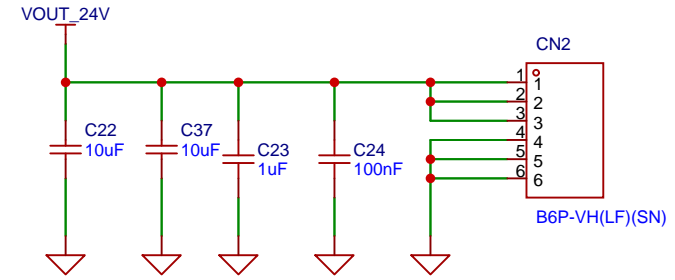 VOUT_24V
CN2
C22
10uF
C37
10uF
C23
1uF
C24
100nF
1 1
2 2
3 3
4 4
5 5
6 6
B6P-VH(LF)(SN)